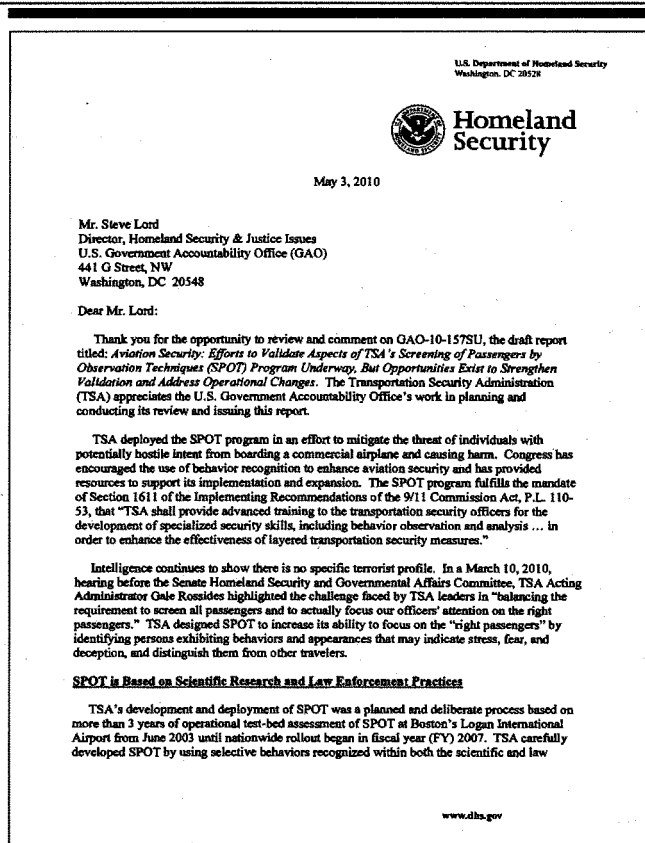 U.S. Department of Homeland Security
Washington, DC 20528
Homeland
Security
May 3, 2010
Mr. Steve Lord
Director, Homeland Security & Justice Issues
U.S. Government Accountability Office (GAO)
441 G Street, NW
Washington, DC 20548
Dear Mr. Lord:
Thank you for the opportunity to review and comment on GAO-10-157SU, the draft report
titled: Aviation Security: Efforts to Validate Aspects of TSA's Screening of Passengers by
Observation Techniques (SPOT) Program Underway, But Opportunities Exist to Strengthen
Validation and Address Operational Changes. The Transportation Security Administration
(TSA) appreciates the U.S. Government Accountability Office's work in planning and
conducting its review and issuing this report.
TSA deployed the SPOT program in an effort to mitigate the threat of individuals with
potentially hostile intent from boarding a commercial airplane and causing harm. Congress has
encouraged the use of behavior recognition to enhance aviation security and has provided
resources to support its implementation and expansion. The SPOT program fulfills the mandate
of Section 1611 of the Implementing Recommendations of the 9/11 Commission Act, P.L. 110-
53, that "TSA shall provide advanced training to the transportation security officers for the
development of specialized security skills, including behavior observation and analysis ... in
order to enhance the effectiveness of layered transportation security measures."
Intelligence continues to show there is no specific terrorist profile. In a March 10, 2010,
hearing before the Senate Homeland Security and Governmental Affairs Committee, TSA Acting
Administrator Gale Rossides highlighted the challenge faced by TSA leaders in "balancing the
requirement to screen all passengers and to actually focus our officers' attention on the right
passengers." TSA designed SPOT to increase its ability to focus on the "right passengers" by
identifying persons exhibiting behaviors and appearances that may indicate stress, fear, and
deception, and distinguish them from other travelers.
SPOT is Based on Scientific Research and Law Enforcement Practices
TSA's development and deployment of SPOT was a planned and deliberate process based on
more than 3 years of operational test-bed assessment of SPOT at Boston's Logan International
Airport from June 2003 until nationwide rollout began in fiscal year (FY) 2007. TSA carefully
developed SPOT by using selective behaviors recognized within both the scientific and law
www.dhs.gov